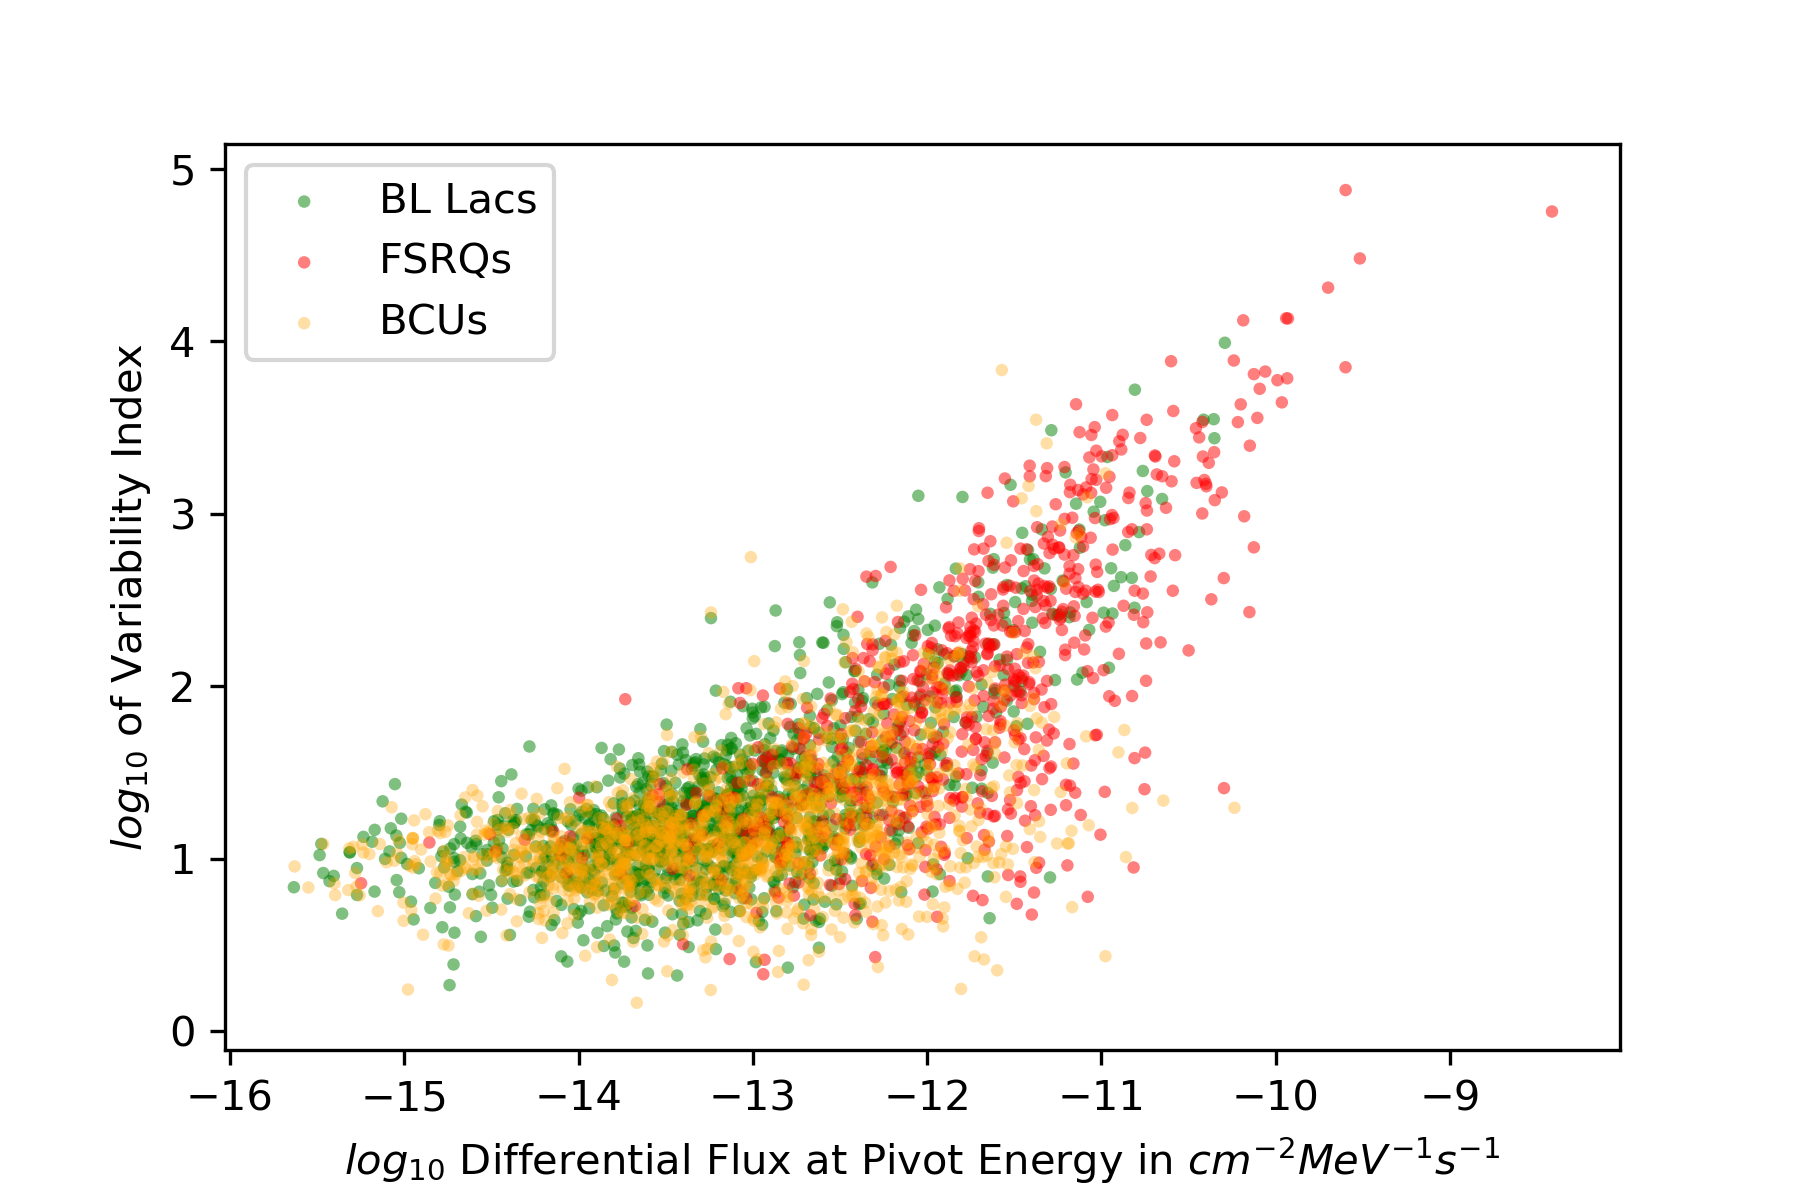 BL Lacs
FSRQs
BCUs
5
4
3
2
1
0
log₁₀ of Variability Index
−16 −15 −14 −13 −12 −11 −10 −9
log₁₀ Differential Flux at Pivot Energy in cm⁻²MeV⁻¹s⁻¹